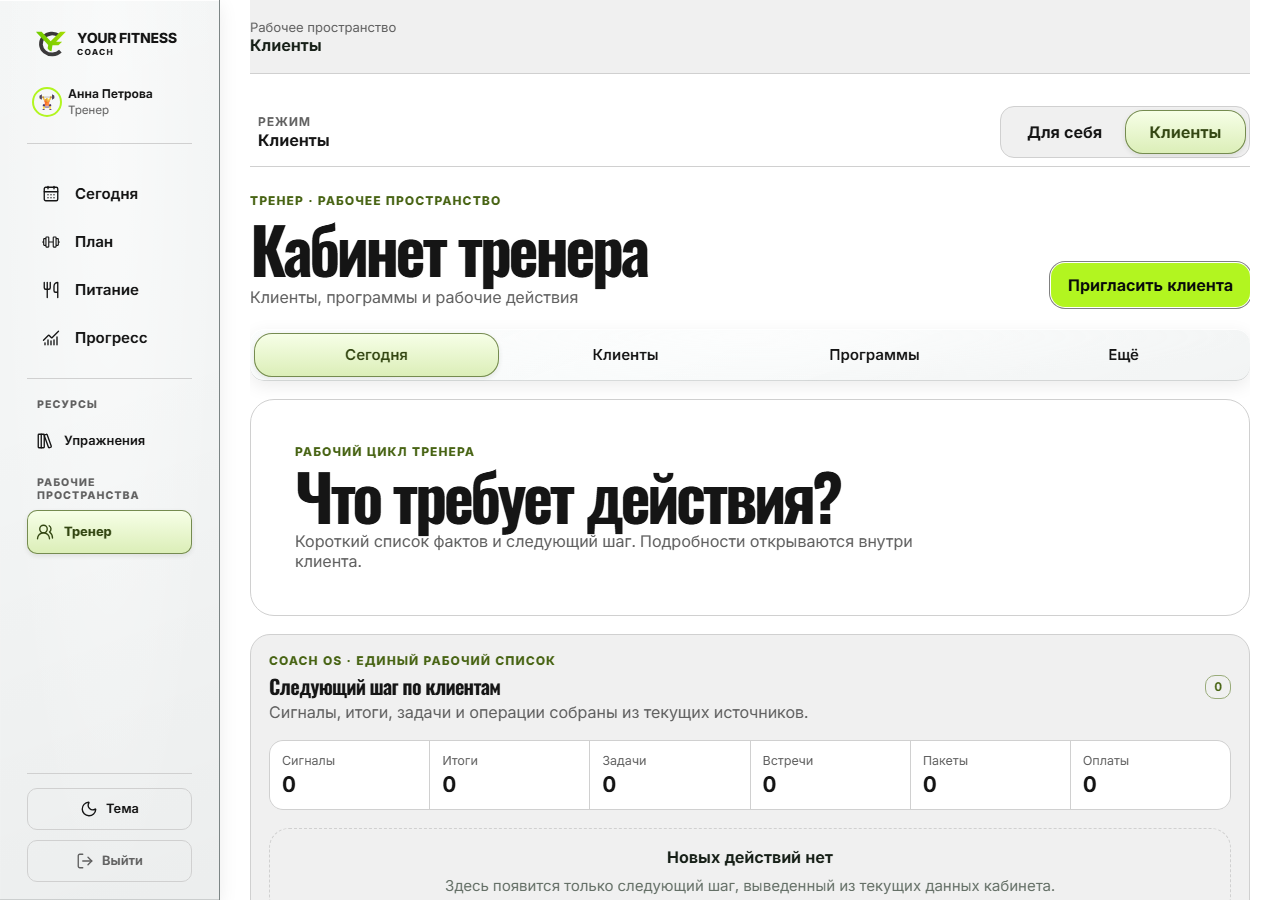 YOUR FITNESS
COACH
Анна Петрова
Тренер
Сегодня
План
Питание
Прогресс
РЕСУРСЫ
Упражнения
РАБОЧИЕ
ПРОСТРАНСТВА
Тренер
Тема
Выйти
Рабочее пространство
Клиенты
РЕЖИМ
Клиенты
Для себя
Клиенты
ТРЕНЕР · РАБОЧЕЕ ПРОСТРАНСТВО
Кабинет тренера
Клиенты, программы и рабочие действия
Пригласить клиента
Сегодня
Клиенты
Программы
Ещё
РАБОЧИЙ ЦИКЛ ТРЕНЕРА
Что требует действия?
Короткий список фактов и следующий шаг. Подробности открываются внутри
клиента.
COACH OS · ЕДИНЫЙ РАБОЧИЙ СПИСОК
Следующий шаг по клиентам
0
Сигналы, итоги, задачи и операции собраны из текущих источников.
Сигналы
0
Итоги
0
Задачи
0
Встречи
0
Пакеты
0
Оплаты
0
Новых действий нет
Здесь появится только следующий шаг, выведенный из текущих данных кабинета.